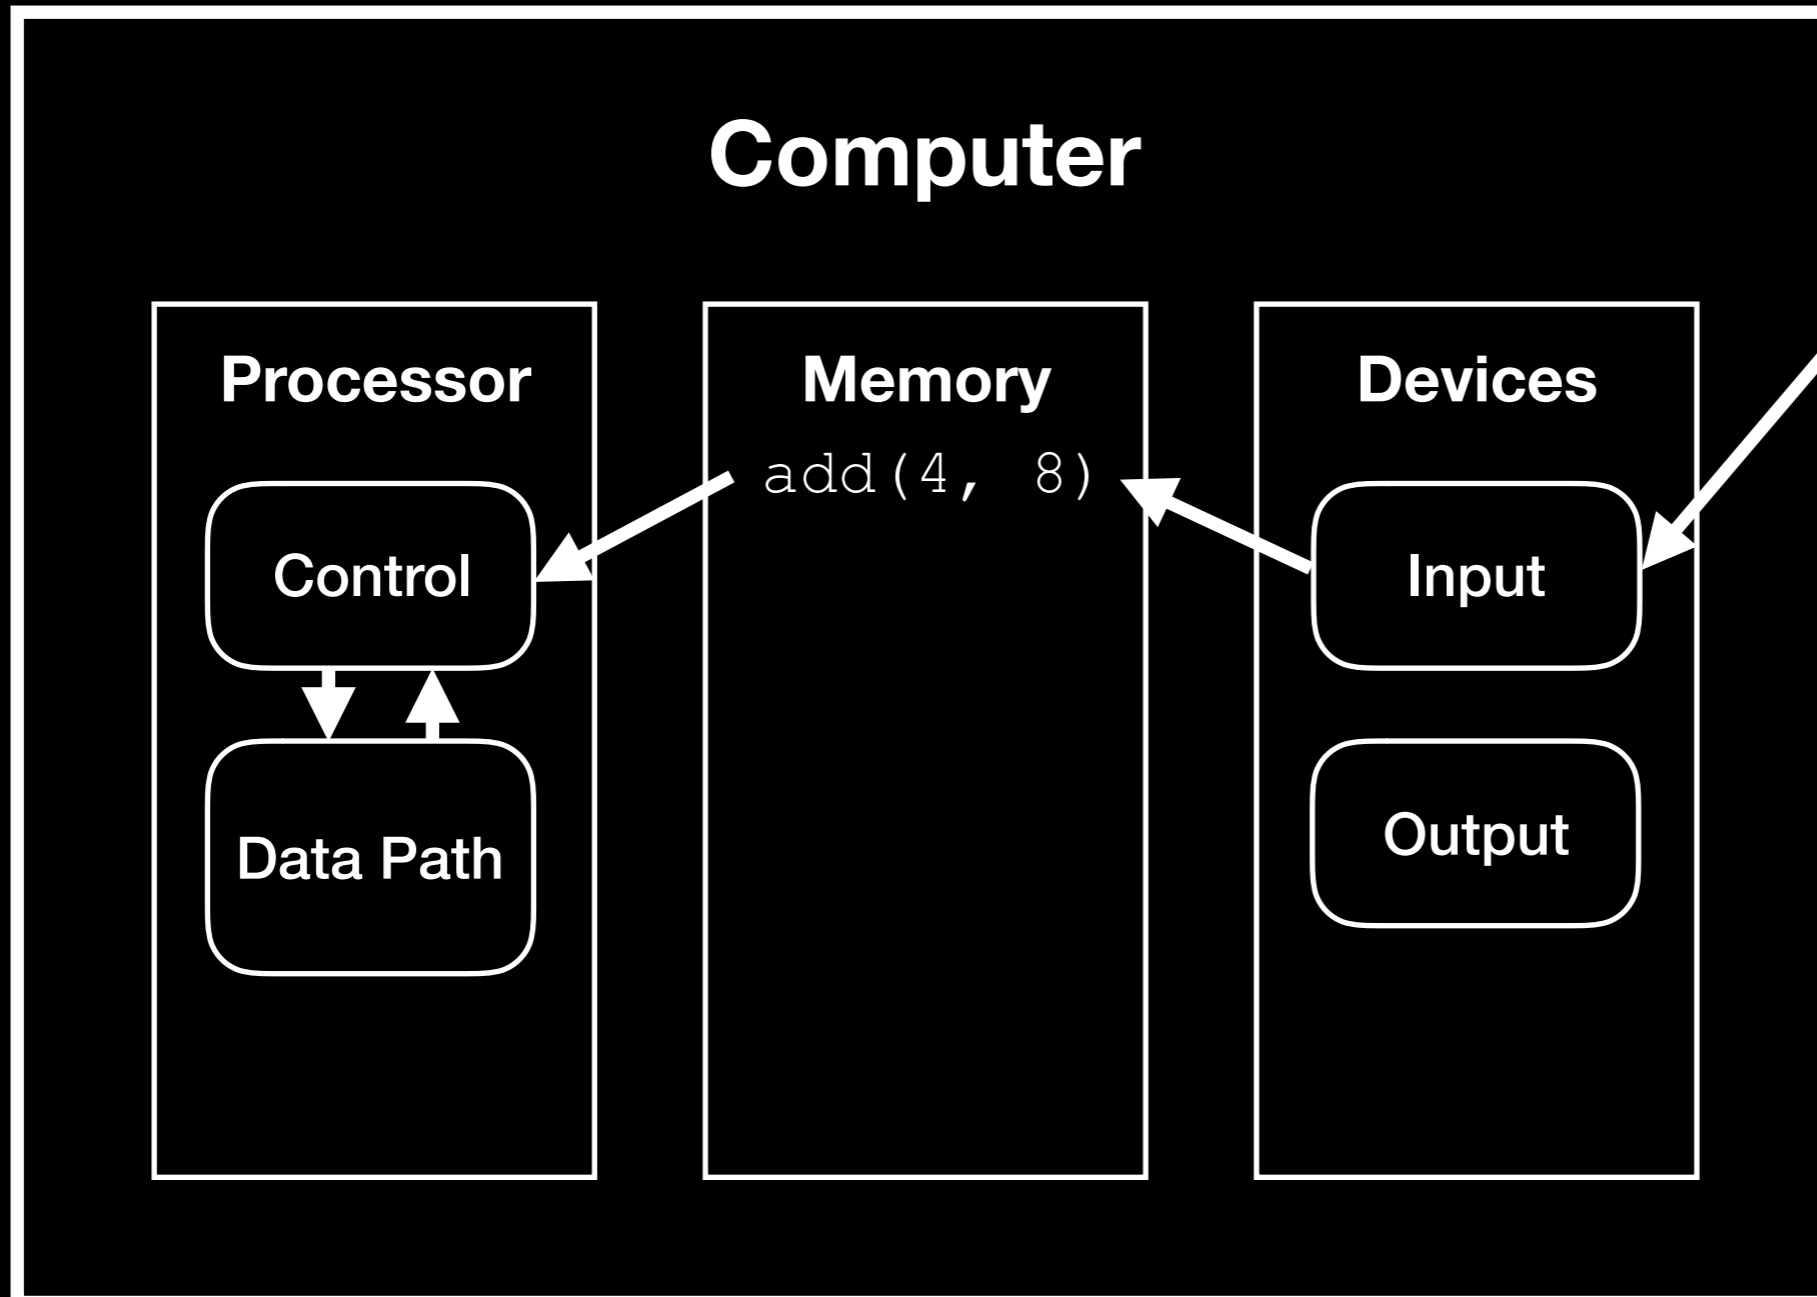 Computer
Processor
Control
Data Path
Memory
add(4, 8)
Devices
Input
Output